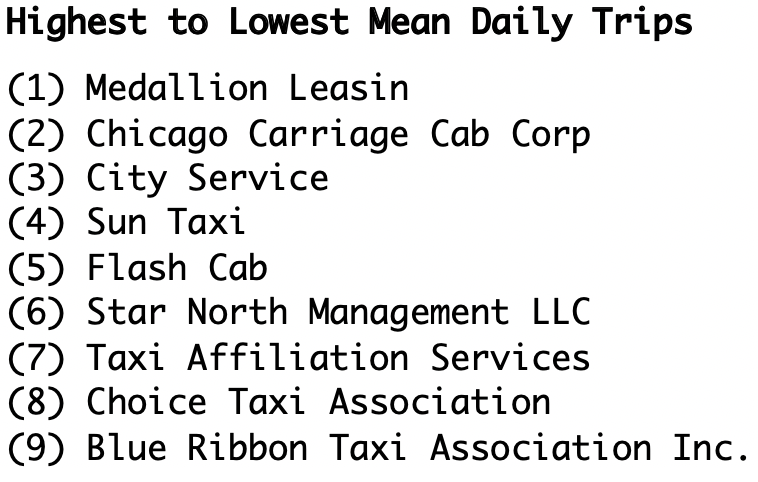 Highest to Lowest Mean Daily Trips
(1) Medallion Leasin
(2) Chicago Carriage Cab Corp
(3) City Service
(4) Sun Taxi
(5) Flash Cab
(6) Star North Management LLC
(7) Taxi Affiliation Services
(8) Choice Taxi Association
(9) Blue Ribbon Taxi Association Inc.